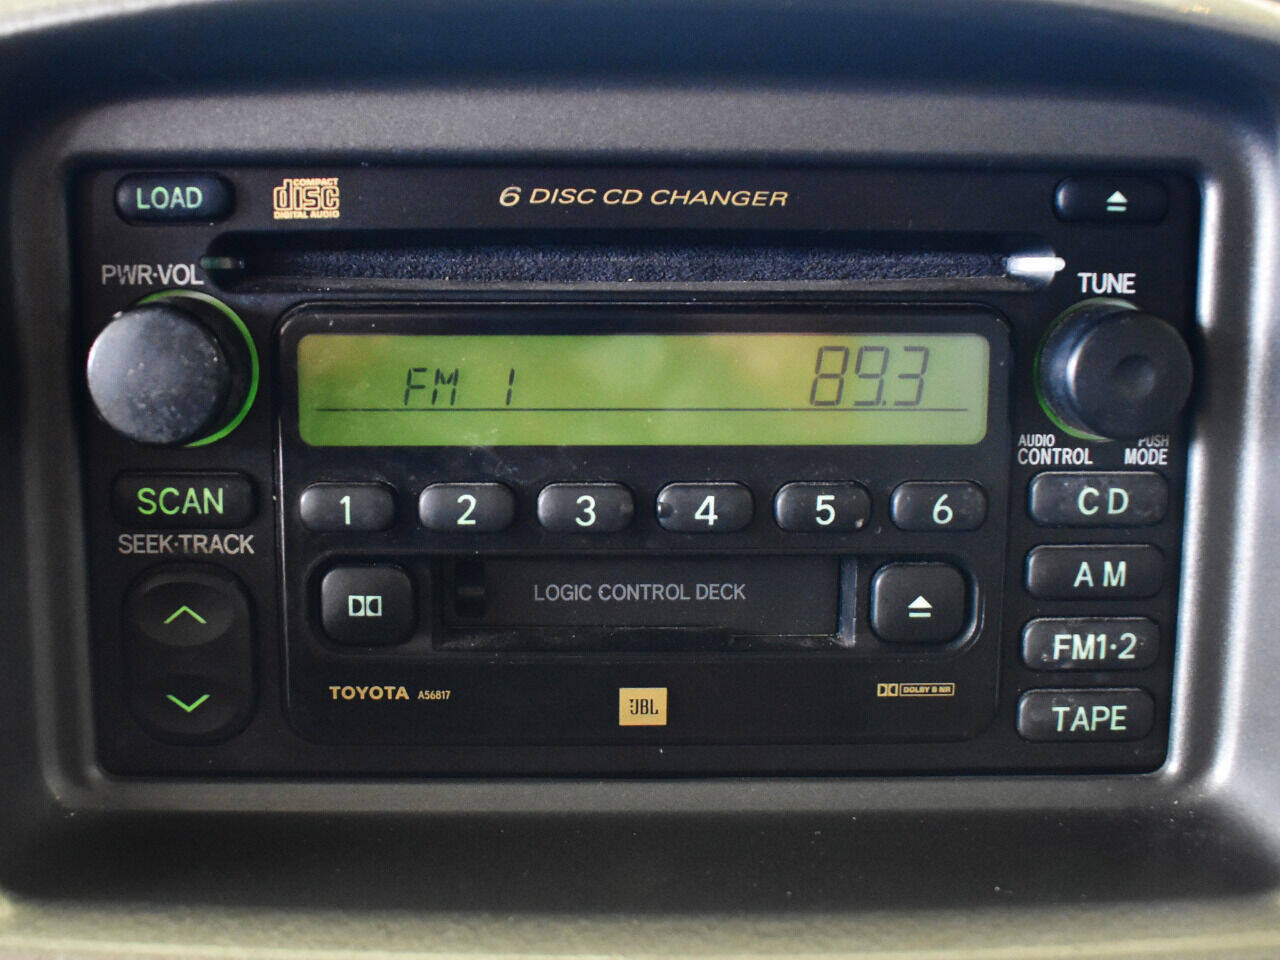 LOAD
COMPACT
disc
DIGITAL AUDIO
6 DISC CD CHANGER
PWR·VOL
TUNE
FM 1
89.3
AUDIO
CONTROL
PUSH
MODE
SCAN
1
2
3
4
5
6
CD
SEEK·TRACK
LOGIC CONTROL DECK
AM
FM1·2
TOYOTA A56817
JBL
DOLBY B NR
TAPE